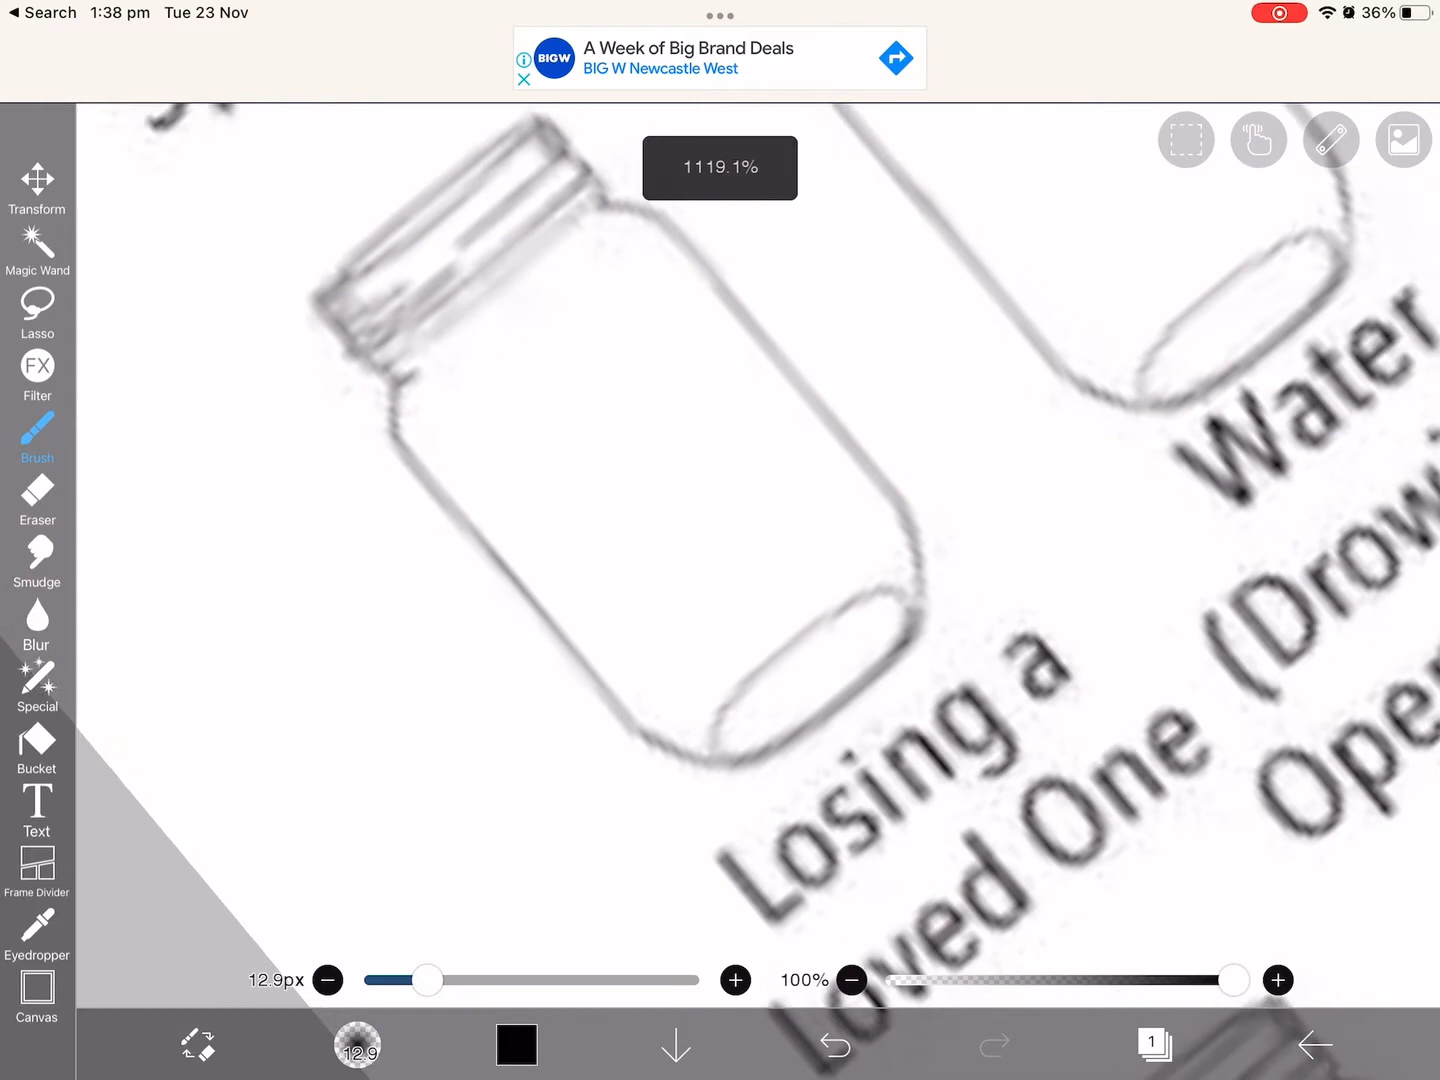 Search 1:38 pm Tue 23 Nov
36%
BIGW
A Week of Big Brand Deals
BIG W Newcastle West
1119.1%
Transform
Magic Wand
Lasso
FX
Filter
Brush
Eraser
Smudge
Blur
Special
Bucket
T
Text
Frame Divider
Eyedropper
Canvas
Water
Losing a
Loved One
12.9px
100%
12.9
1